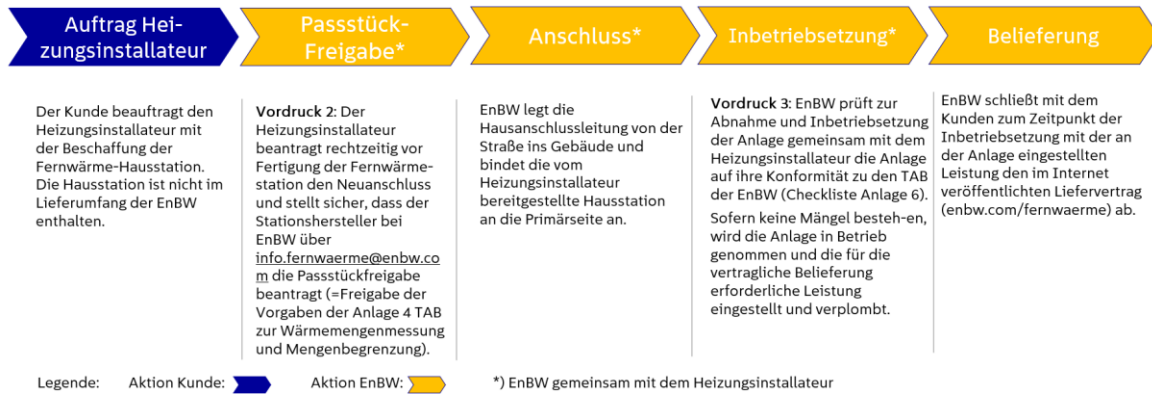 Auftrag Hei-
zungsinstallateur
Passstück-
Freigabe*
Anschluss*
Inbetriebsetzung*
Belieferung
Der Kunde beauftragt den
Heizungsinstallateur mit
der Beschaffung der
Fernwärme-Hausstation.
Die Hausstation ist nicht im
Lieferumfang der EnBW
enthalten.
Vordruck 2: Der
Heizungsinstallateur
beantragt rechtzeitig vor
Fertigung der Fernwärme-
station den Neuanschluss
und stellt sicher, dass der
Stationshersteller bei
EnBW über
info.fernwaerme@enbw.co
m die Passstückfreigabe
beantragt (=Freigabe der
Vorgaben der Anlage 4 TAB
zur Wärmemengenmessung
und Mengenbegrenzung).
EnBW legt die
Hausanschlussleitung von der
Straße ins Gebäude und
bindet die vom
Heizungsinstallateur
bereitgestellte Hausstation
an die Primärseite an.
Vordruck 3: EnBW prüft zur
Abnahme und Inbetriebsetzung
der Anlage gemeinsam mit dem
Heizungsinstallateur die Anlage
auf ihre Konformität zu den TAB
der EnBW (Checkliste Anlage 6).
Sofern keine Mängel besteh-en,
wird die Anlage in Betrieb
genommen und die für die
vertragliche Belieferung
erforderliche Leistung
eingestellt und verplombt.
EnBW schließt mit dem
Kunden zum Zeitpunkt der
Inbetriebsetzung mit der an
der Anlage eingestellten
Leistung den im Internet
veröffentlichten Liefervertrag
(enbw.com/fernwaerme) ab.
Legende: Aktion Kunde: Aktion EnBW: *) EnBW gemeinsam mit dem Heizungsinstallateur